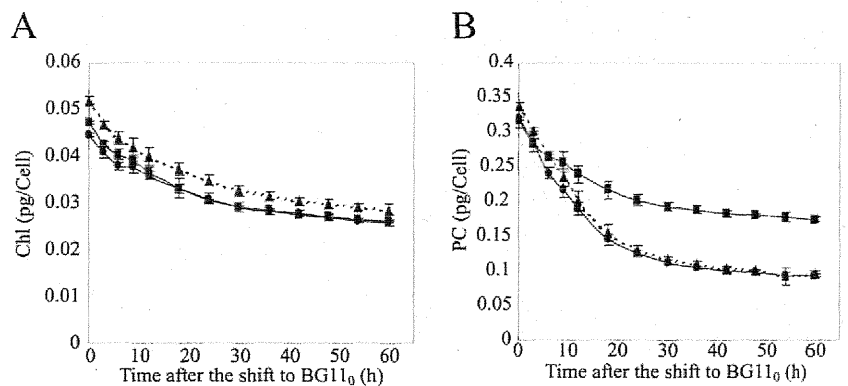 A
B
Chl (pg/Cell)
0.06
0.05
0.04
0.03
0.02
0.01
0
0 10 20 30 40 50 60
Time after the shift to BG11₀ (h)
PC (pg/Cell)
0.4
0.35
0.3
0.25
0.2
0.15
0.1
0.05
0
0 10 20 30 40 50 60
Time after the shift to BG11₀ (h)